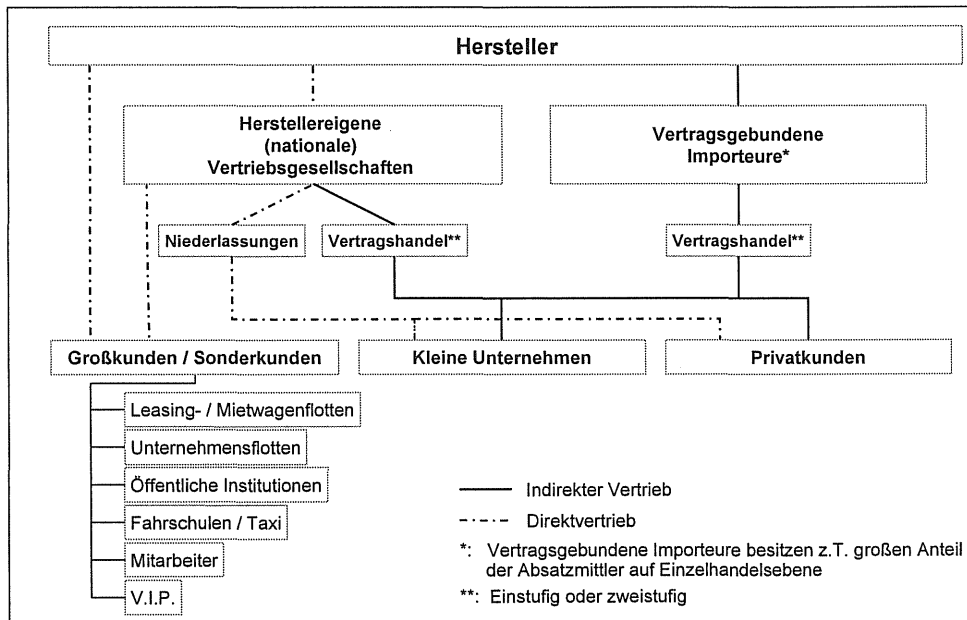 Hersteller
Herstellereigene
(nationale)
Vertriebsgesellschaften
Vertragsgebundene
Importeure*
Niederlassungen
Vertragshandel**
Vertragshandel**
Großkunden / Sonderkunden
Kleine Unternehmen
Privatkunden
Leasing- / Mietwagenflotten
Unternehmensflotten
Öffentliche Institutionen
Fahrschulen / Taxi
Mitarbeiter
V.I.P.
Indirekter Vertrieb
Direktvertrieb
*: Vertragsgebundene Importeure besitzen z.T. großen Anteil
der Absatzmittler auf Einzelhandelsebene
**: Einstufig oder zweistufig